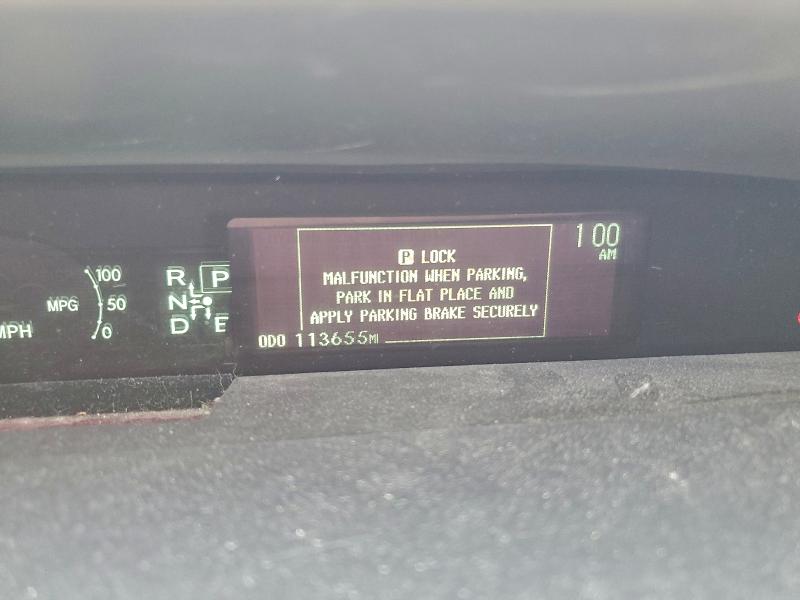 1:00
AM
P LOCK
MALFUNCTION WHEN PARKING,
PARK IN FLAT PLACE AND
APPLY PARKING BRAKE SECURELY
ODO 113655MI
100
MPG 50
0
MPH
R P
N
D